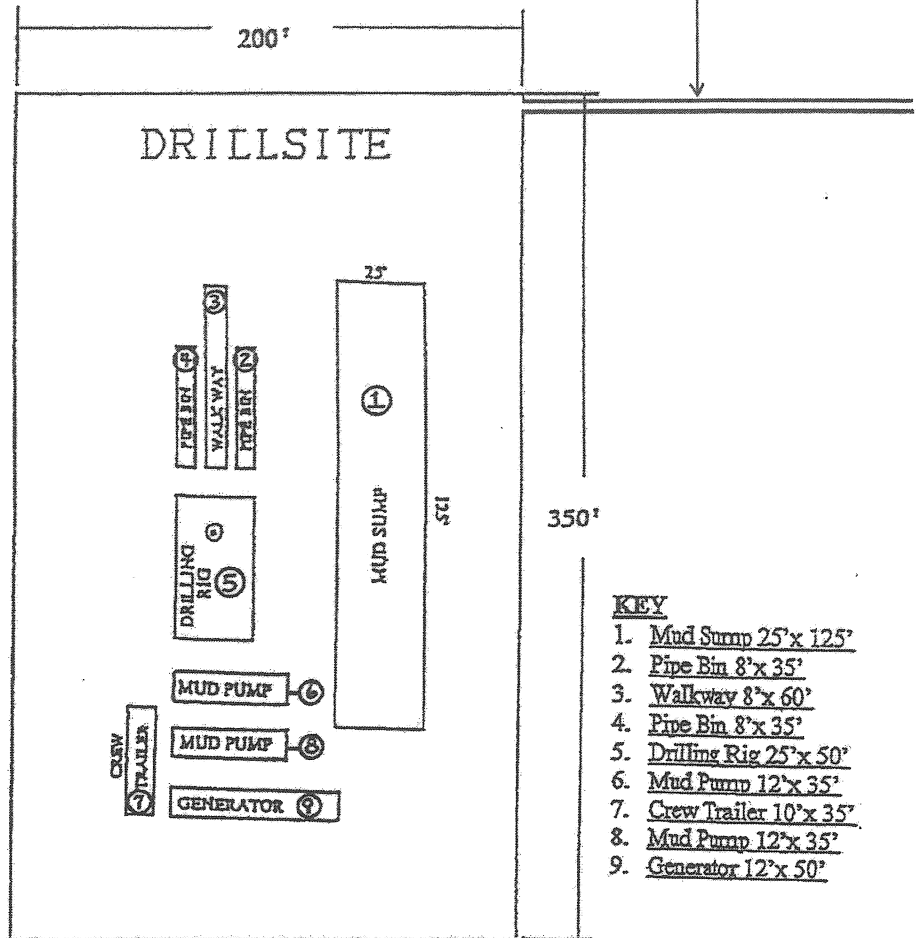 200'
DRILLSITE
25'
3
4
2
PIPE BIN
WALKWAY
PIPE BIN
1
MUD SUMP
125'
350'
DRILLING
RIG
5
MUD PUMP
6
MUD PUMP
8
CREW
TRAILER
7
GENERATOR
9
KEY
1. Mud Sump 25'x 125'
2. Pipe Bin 8'x 35'
3. Walkway 8'x 60'
4. Pipe Bin 8'x 35'
5. Drilling Rig 25'x 50'
6. Mud Pump 12'x 35'
7. Crew Trailer 10'x 35'
8. Mud Pump 12'x 35'
9. Generator 12'x 50'